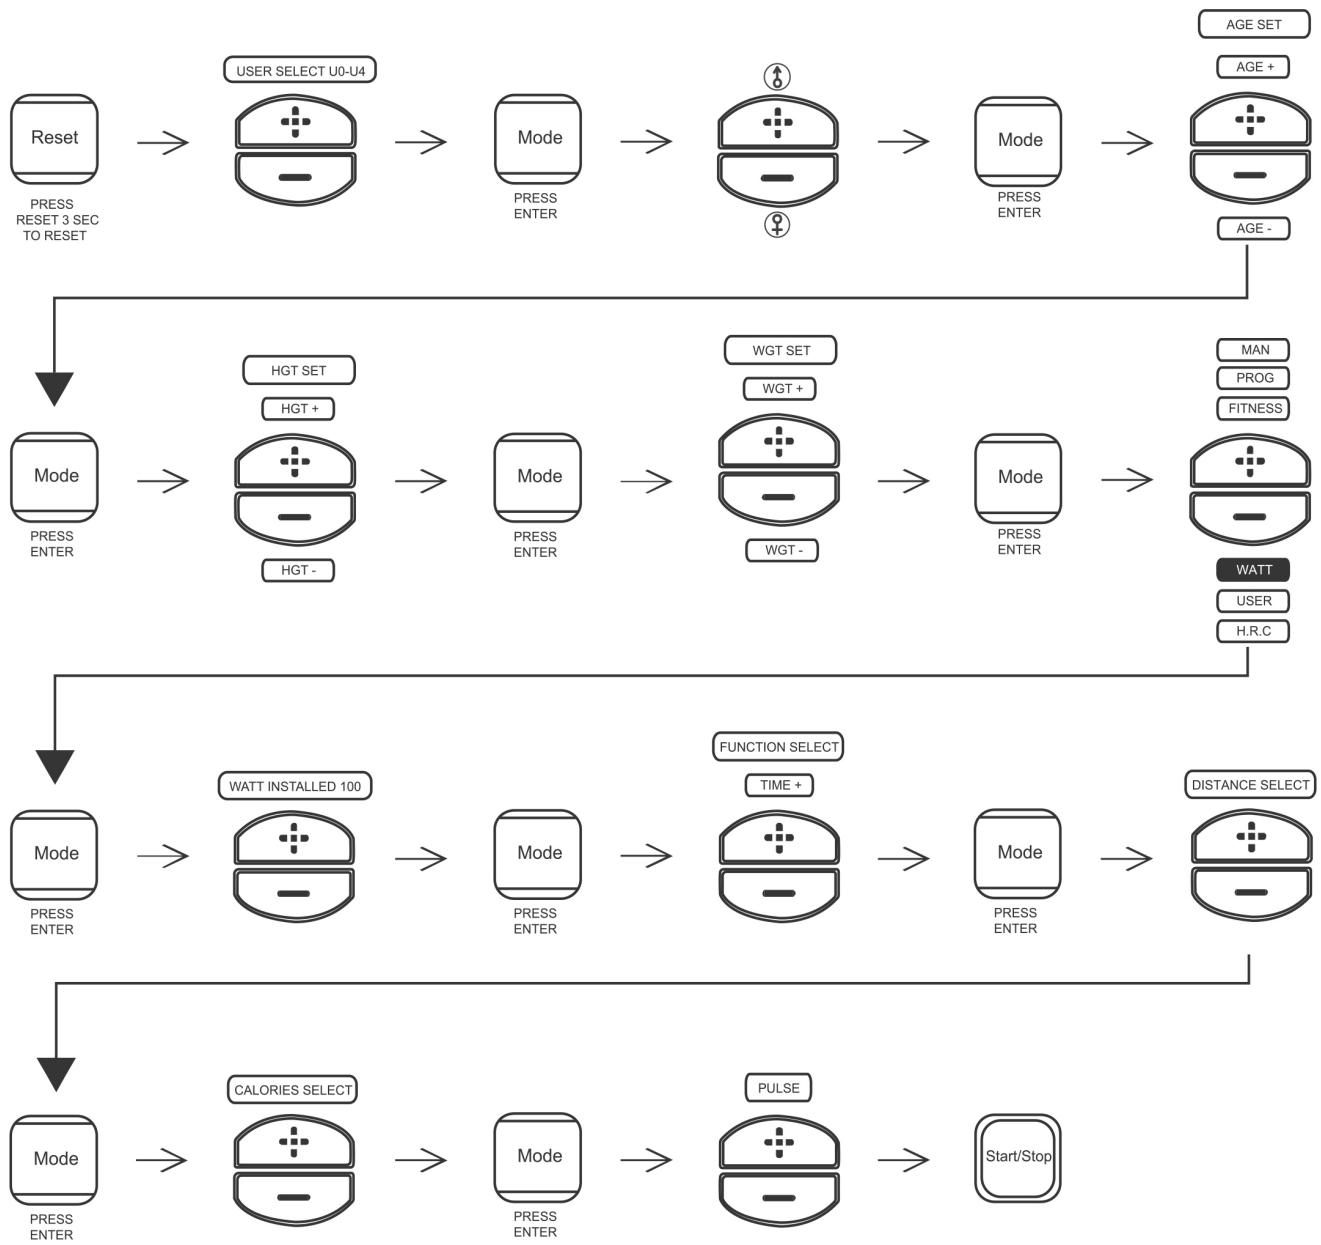 AGE SET
USER SELECT U0-U4
AGE +
Reset
Mode
Mode
PRESS
RESET 3 SEC
TO RESET
PRESS
ENTER
PRESS
ENTER
AGE -
HGT SET
HGT +
WGT SET
WGT +
MAN
PROG
FITNESS
Mode
Mode
Mode
PRESS
ENTER
HGT -
PRESS
ENTER
WGT -
PRESS
ENTER
WATT
USER
H.R.C
WATT INSTALLED 100
FUNCTION SELECT
TIME +
DISTANCE SELECT
Mode
Mode
Mode
PRESS
ENTER
PRESS
ENTER
PRESS
ENTER
CALORIES SELECT
PULSE
Mode
Mode
Start/Stop
PRESS
ENTER
PRESS
ENTER